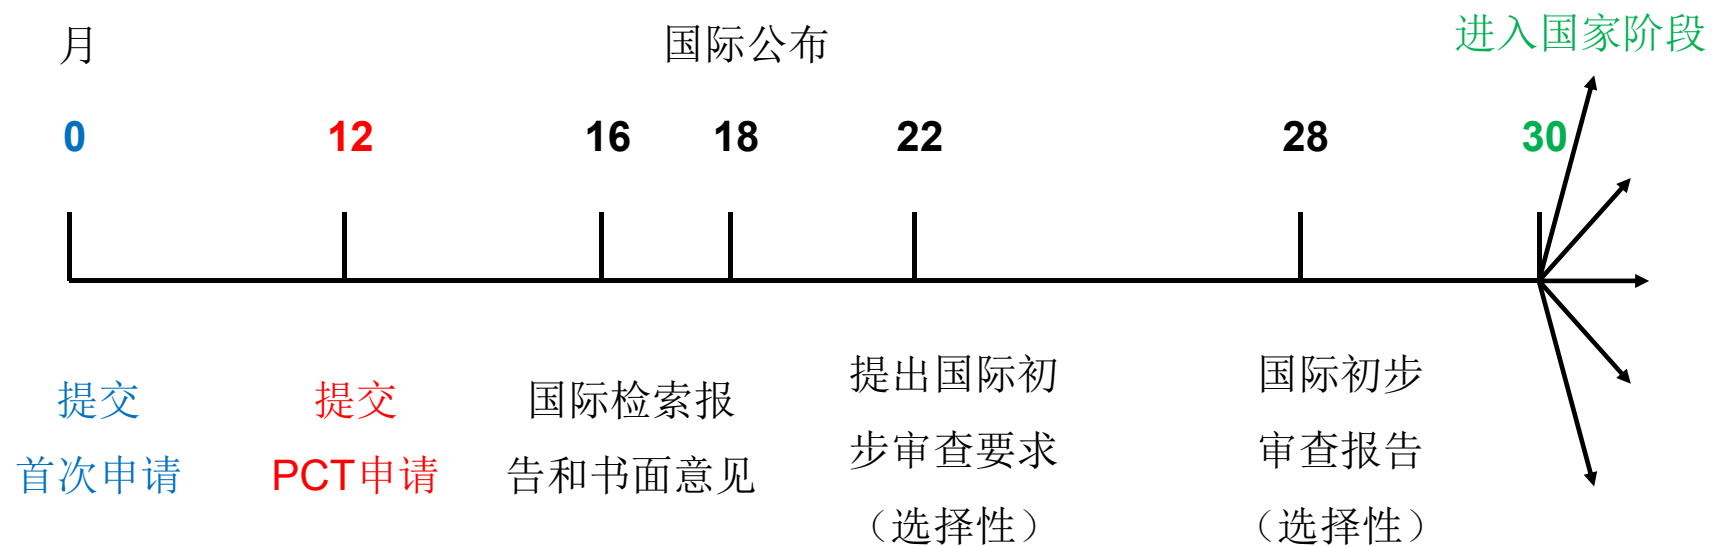 月
国际公布
进入国家阶段
0
12
16
18
22
28
30
提交
首次申请
提交
PCT申请
国际检索报
告和书面意见
提出国际初
步审查要求
（选择性）
国际初步
审查报告
（选择性）